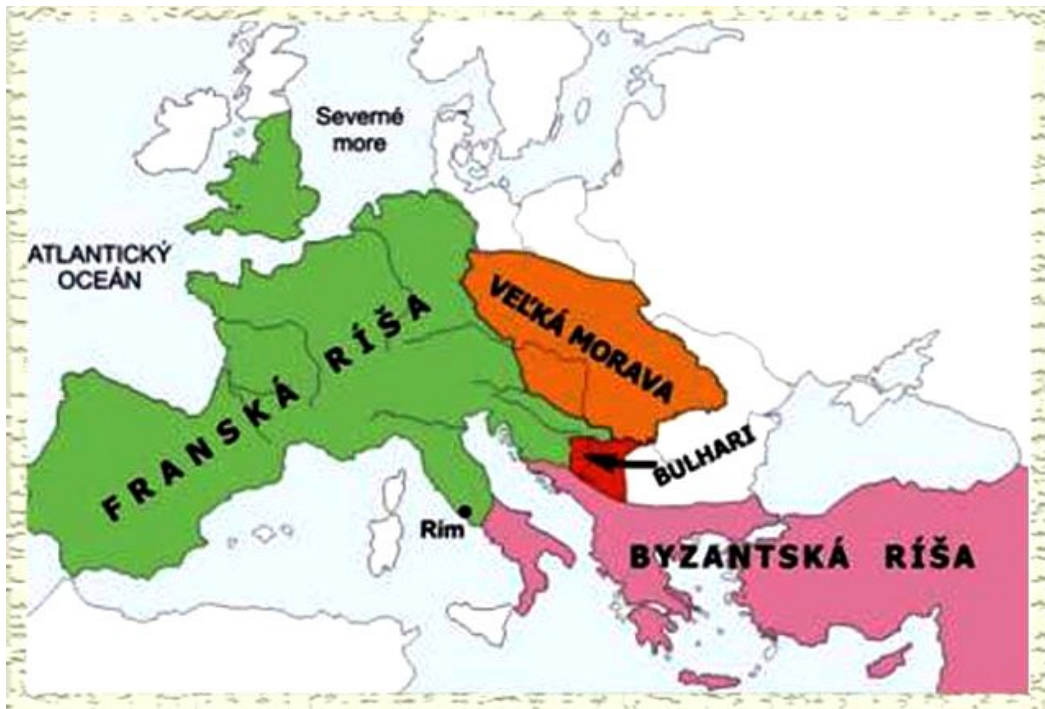 Severné
more
ATLANTICKÝ
OCEÁN
VEĽKÁ MORAVA
FRANSKÁ RÍŠA
BULHARI
Rím
BYZANTSKÁ RÍŠA